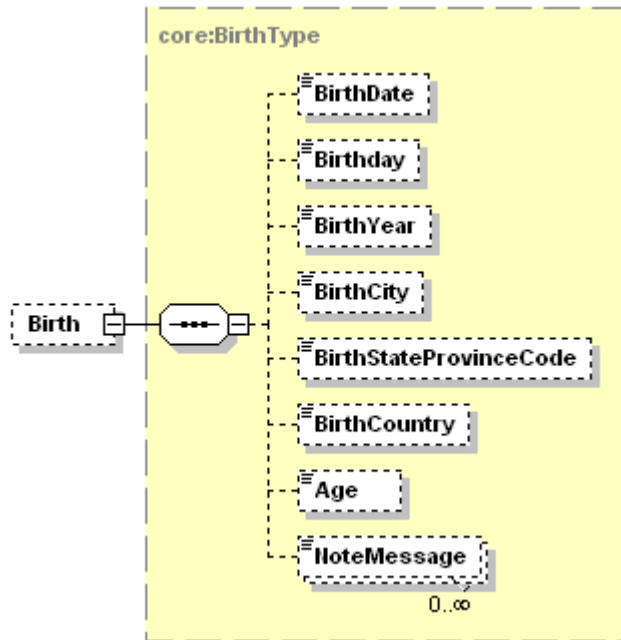 core:BirthType
BirthDate
Birthday
BirthYear
BirthCity
Birth
BirthStateProvinceCode
BirthCountry
Age
NoteMessage
0..∞